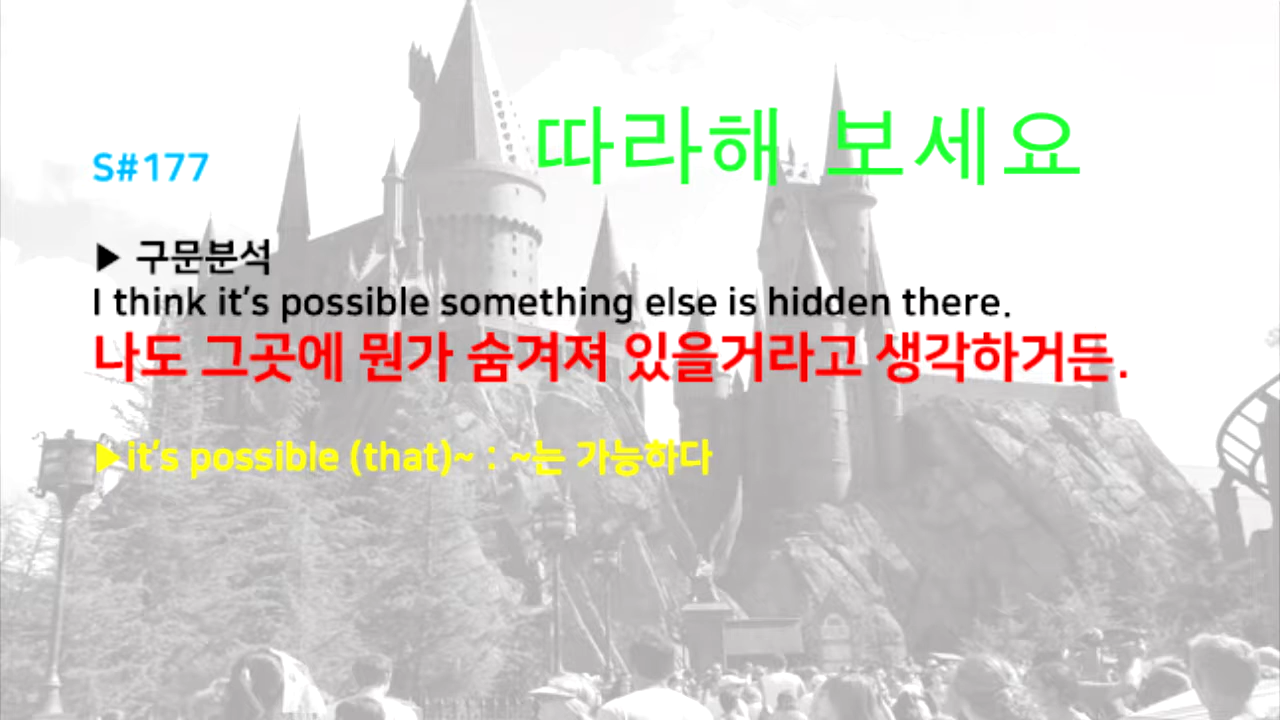 따라해 보세요
S#177
▶ 구문분석
I think it's possible something else is hidden there.
나도 그곳에 뭔가 숨겨져 있을거라고 생각하거든.
▶it's possible (that)~ : ~는 가능하다